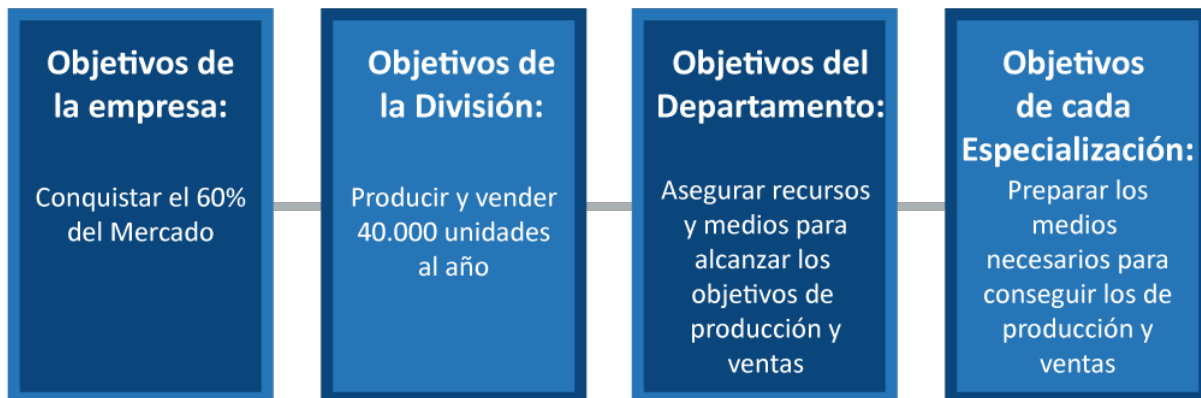 Objetivos de
la empresa:
Conquistar el 60%
del Mercado
Objetivos de
la División:
Producir y vender
40.000 unidades
al año
Objetivos del
Departamento:
Asegurar recursos
y medios para
alcanzar los
objetivos de
producción y
ventas
Objetivos
de cada
Especialización:
Preparar los
medios
necesarios para
conseguir los de
producción y
ventas